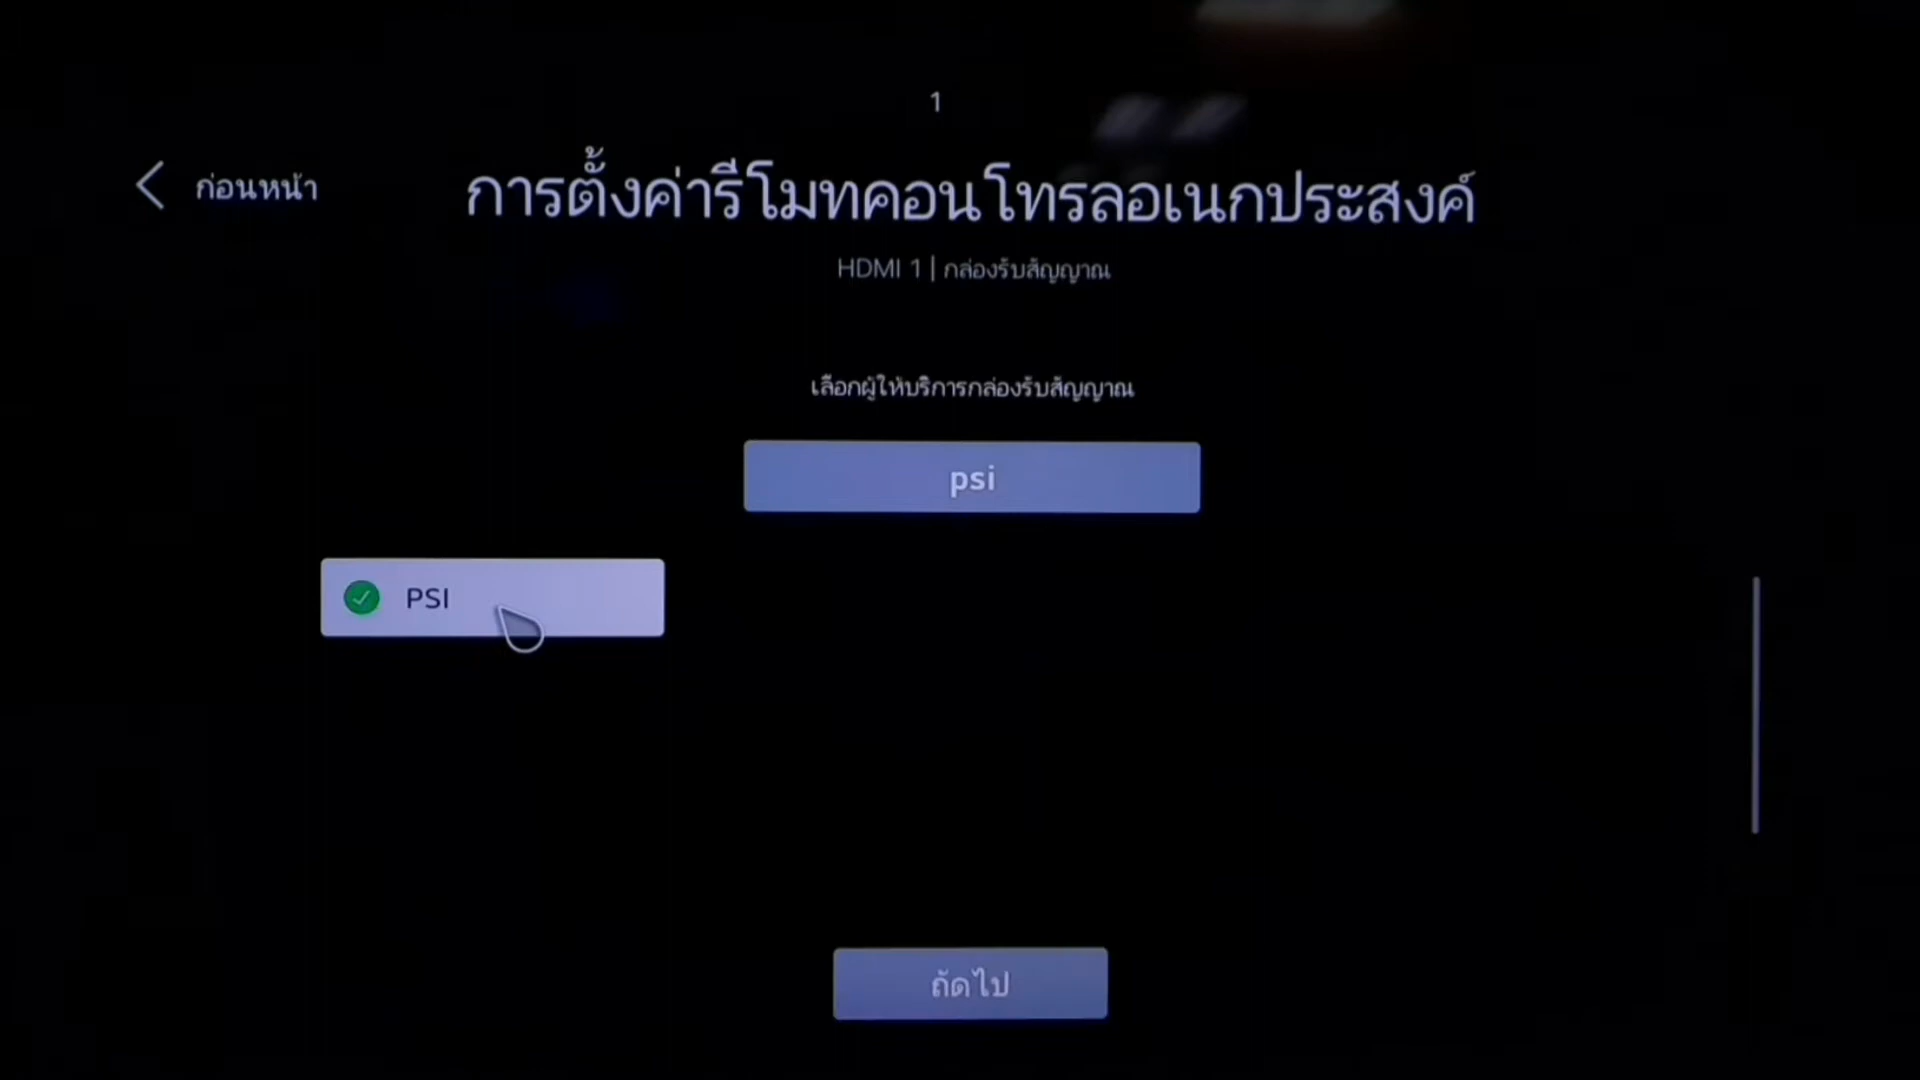 1
ก่อนหน้า
การตั้งค่ารีโมทคอนโทรลอเนกประสงค์
HDMI 1 | กล่องรับสัญญาณ
เลือกผู้ให้บริการกล่องรับสัญญาณ
psi
PSI
ถัดไป